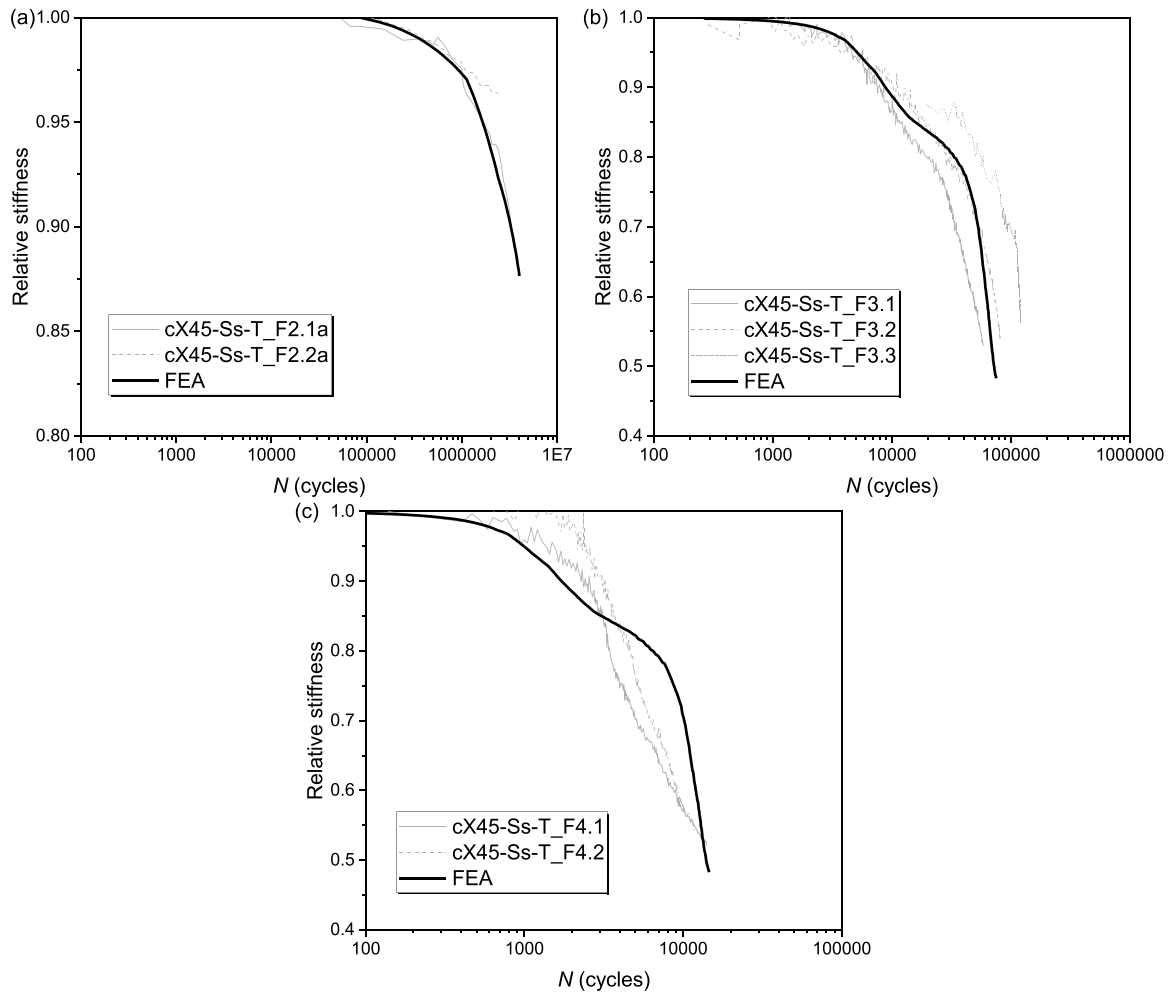 (a)
1.00
0.95
0.90
0.85
0.80
Relative stiffness
cX45-Ss-T_F2.1a
cX45-Ss-T_F2.2a
FEA
100 1000 10000 100000 1000000 1E7
N (cycles)
(b)
1.0
0.9
0.8
0.7
0.6
0.5
0.4
Relative stiffness
cX45-Ss-T_F3.1
cX45-Ss-T_F3.2
cX45-Ss-T_F3.3
FEA
100 1000 10000 100000 1000000
N (cycles)
(c)
1.0
0.9
0.8
0.7
0.6
0.5
0.4
Relative stiffness
cX45-Ss-T_F4.1
cX45-Ss-T_F4.2
FEA
100 1000 10000 100000
N (cycles)